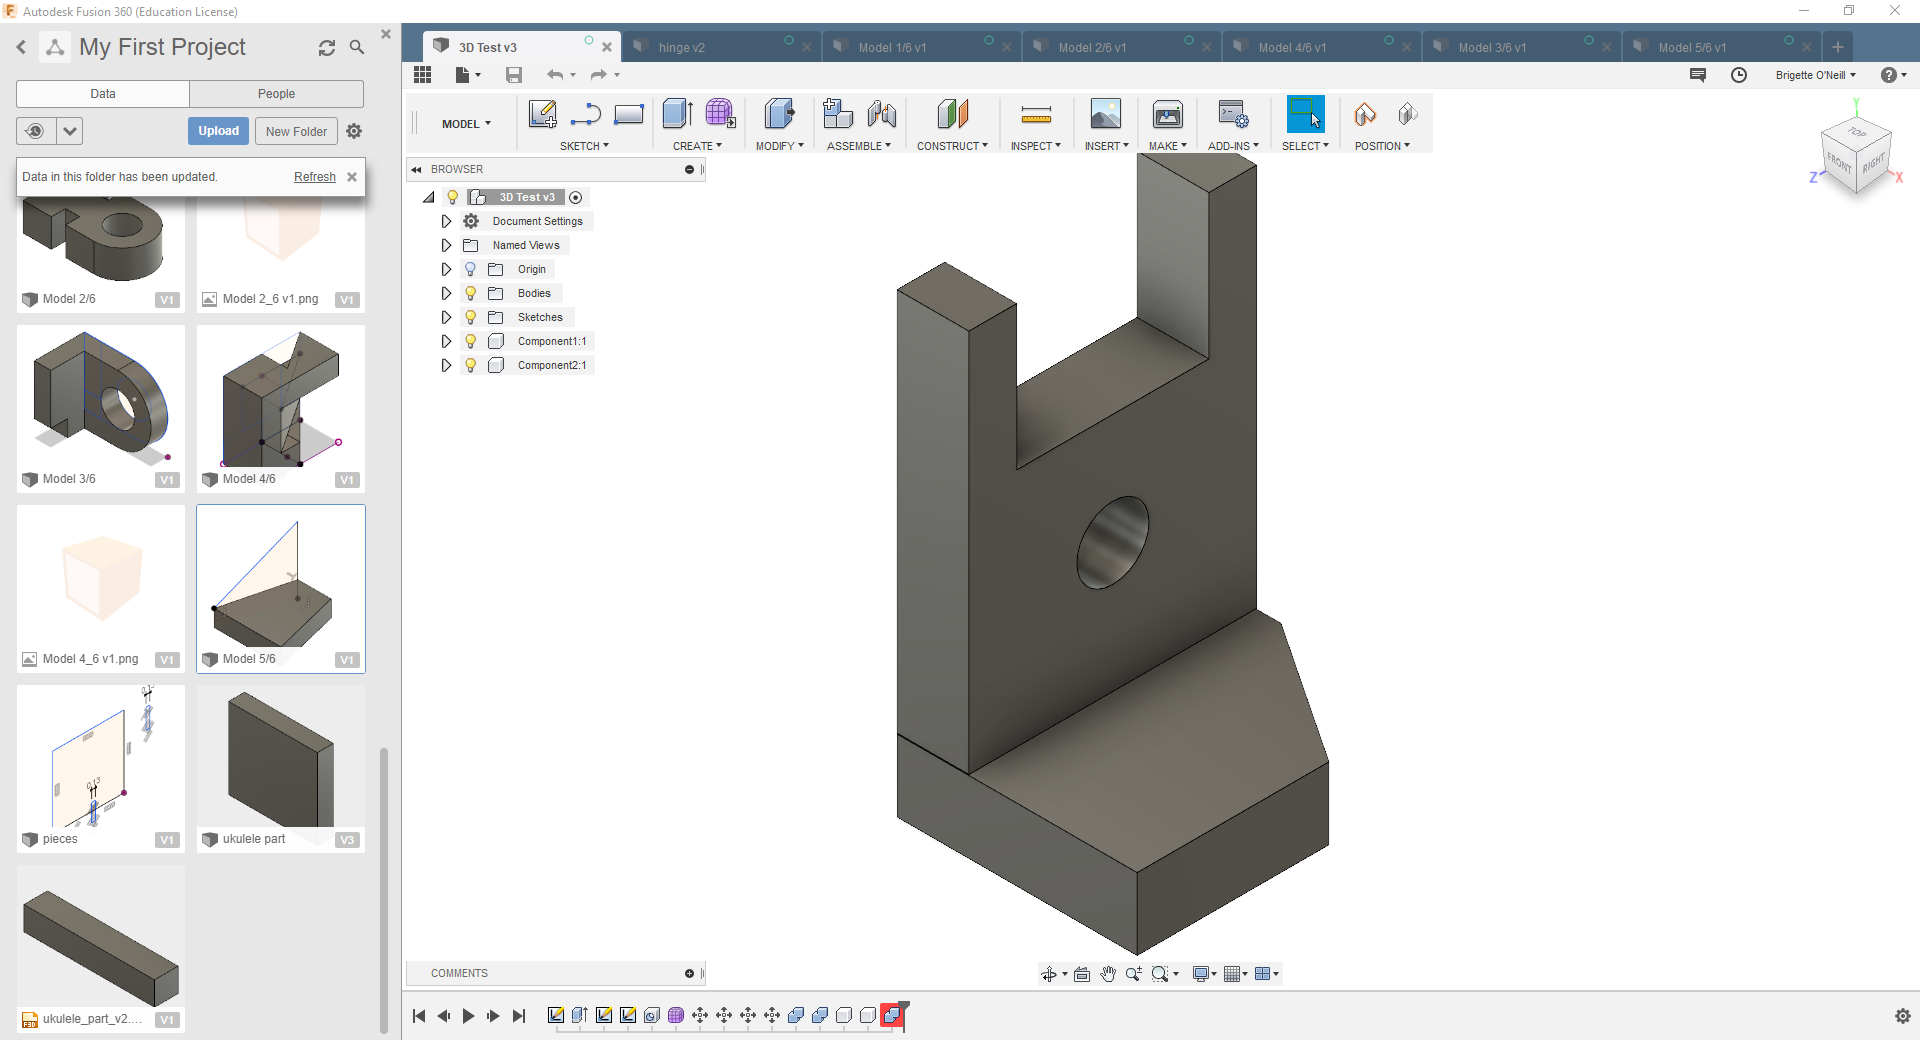 Autodesk Fusion 360 (Education License)
My First Project
Data People
Upload New Folder
Data in this folder has been updated. Refresh
Model 2/6 V1
Model 2_6 v1.png V1
Model 3/6 V1
Model 4/6 V1
Model 4_6 v1.png V1
Model 5/6 V1
pieces V1
ukulele part V3
ukulele_part_v2.... V1
3D Test v3
hinge v2
Model 1/6 v1
Model 2/6 v1
Model 4/6 v1
Model 3/6 v1
Model 5/6 v1
Brigette O'Neill
MODEL
SKETCH
CREATE
MODIFY
ASSEMBLE
CONSTRUCT
INSPECT
INSERT
MAKE
ADD-INS
SELECT
POSITION
BROWSER
3D Test v3
Document Settings
Named Views
Origin
Bodies
Sketches
Component1:1
Component2:1
Y
TOP
FRONT
RIGHT
Z
X
COMMENTS